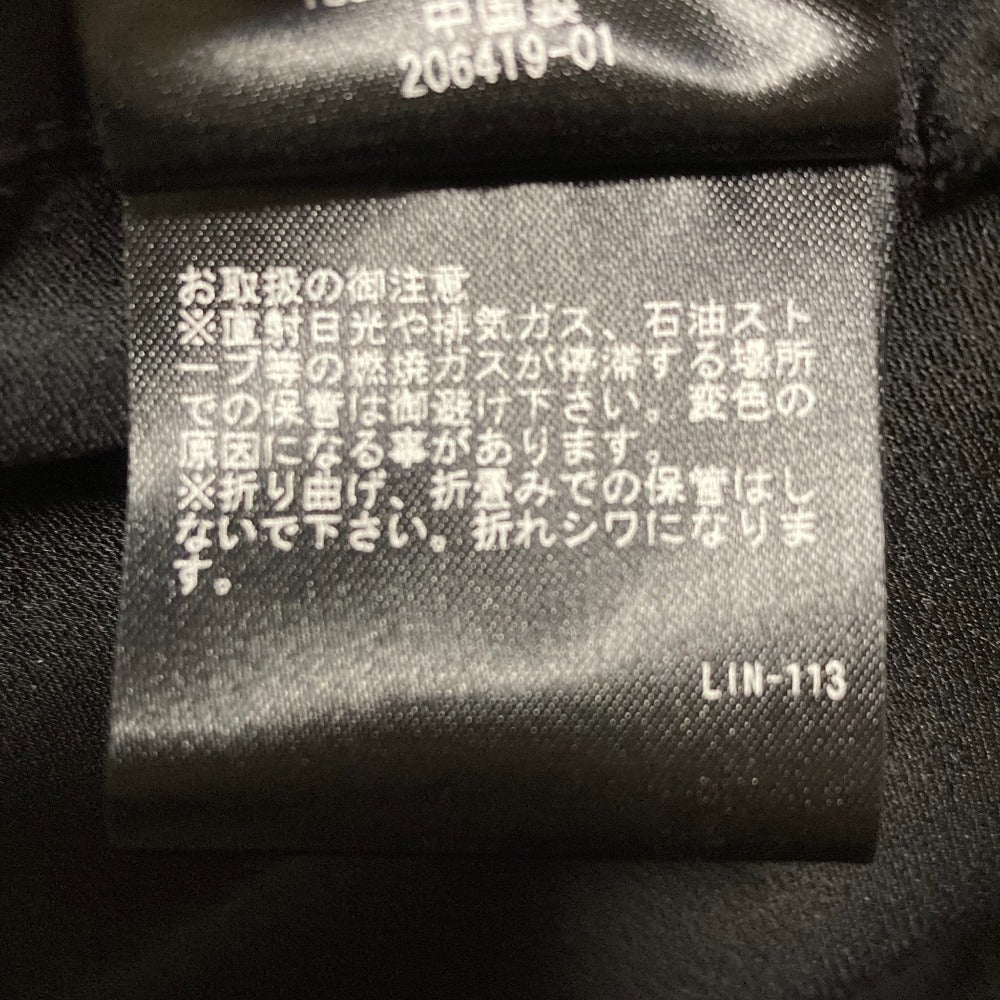 中国製
206419-01
お取扱の御注意
※直射日光や排気ガス、石油スト
ーブ等の燃焼ガスが停滞する場所
での保管は御避け下さい。変色の
原因になる事があります。
※折り曲げ、折畳みでの保管はし
ないで下さい。折れシワになりま
す。
LIN-113